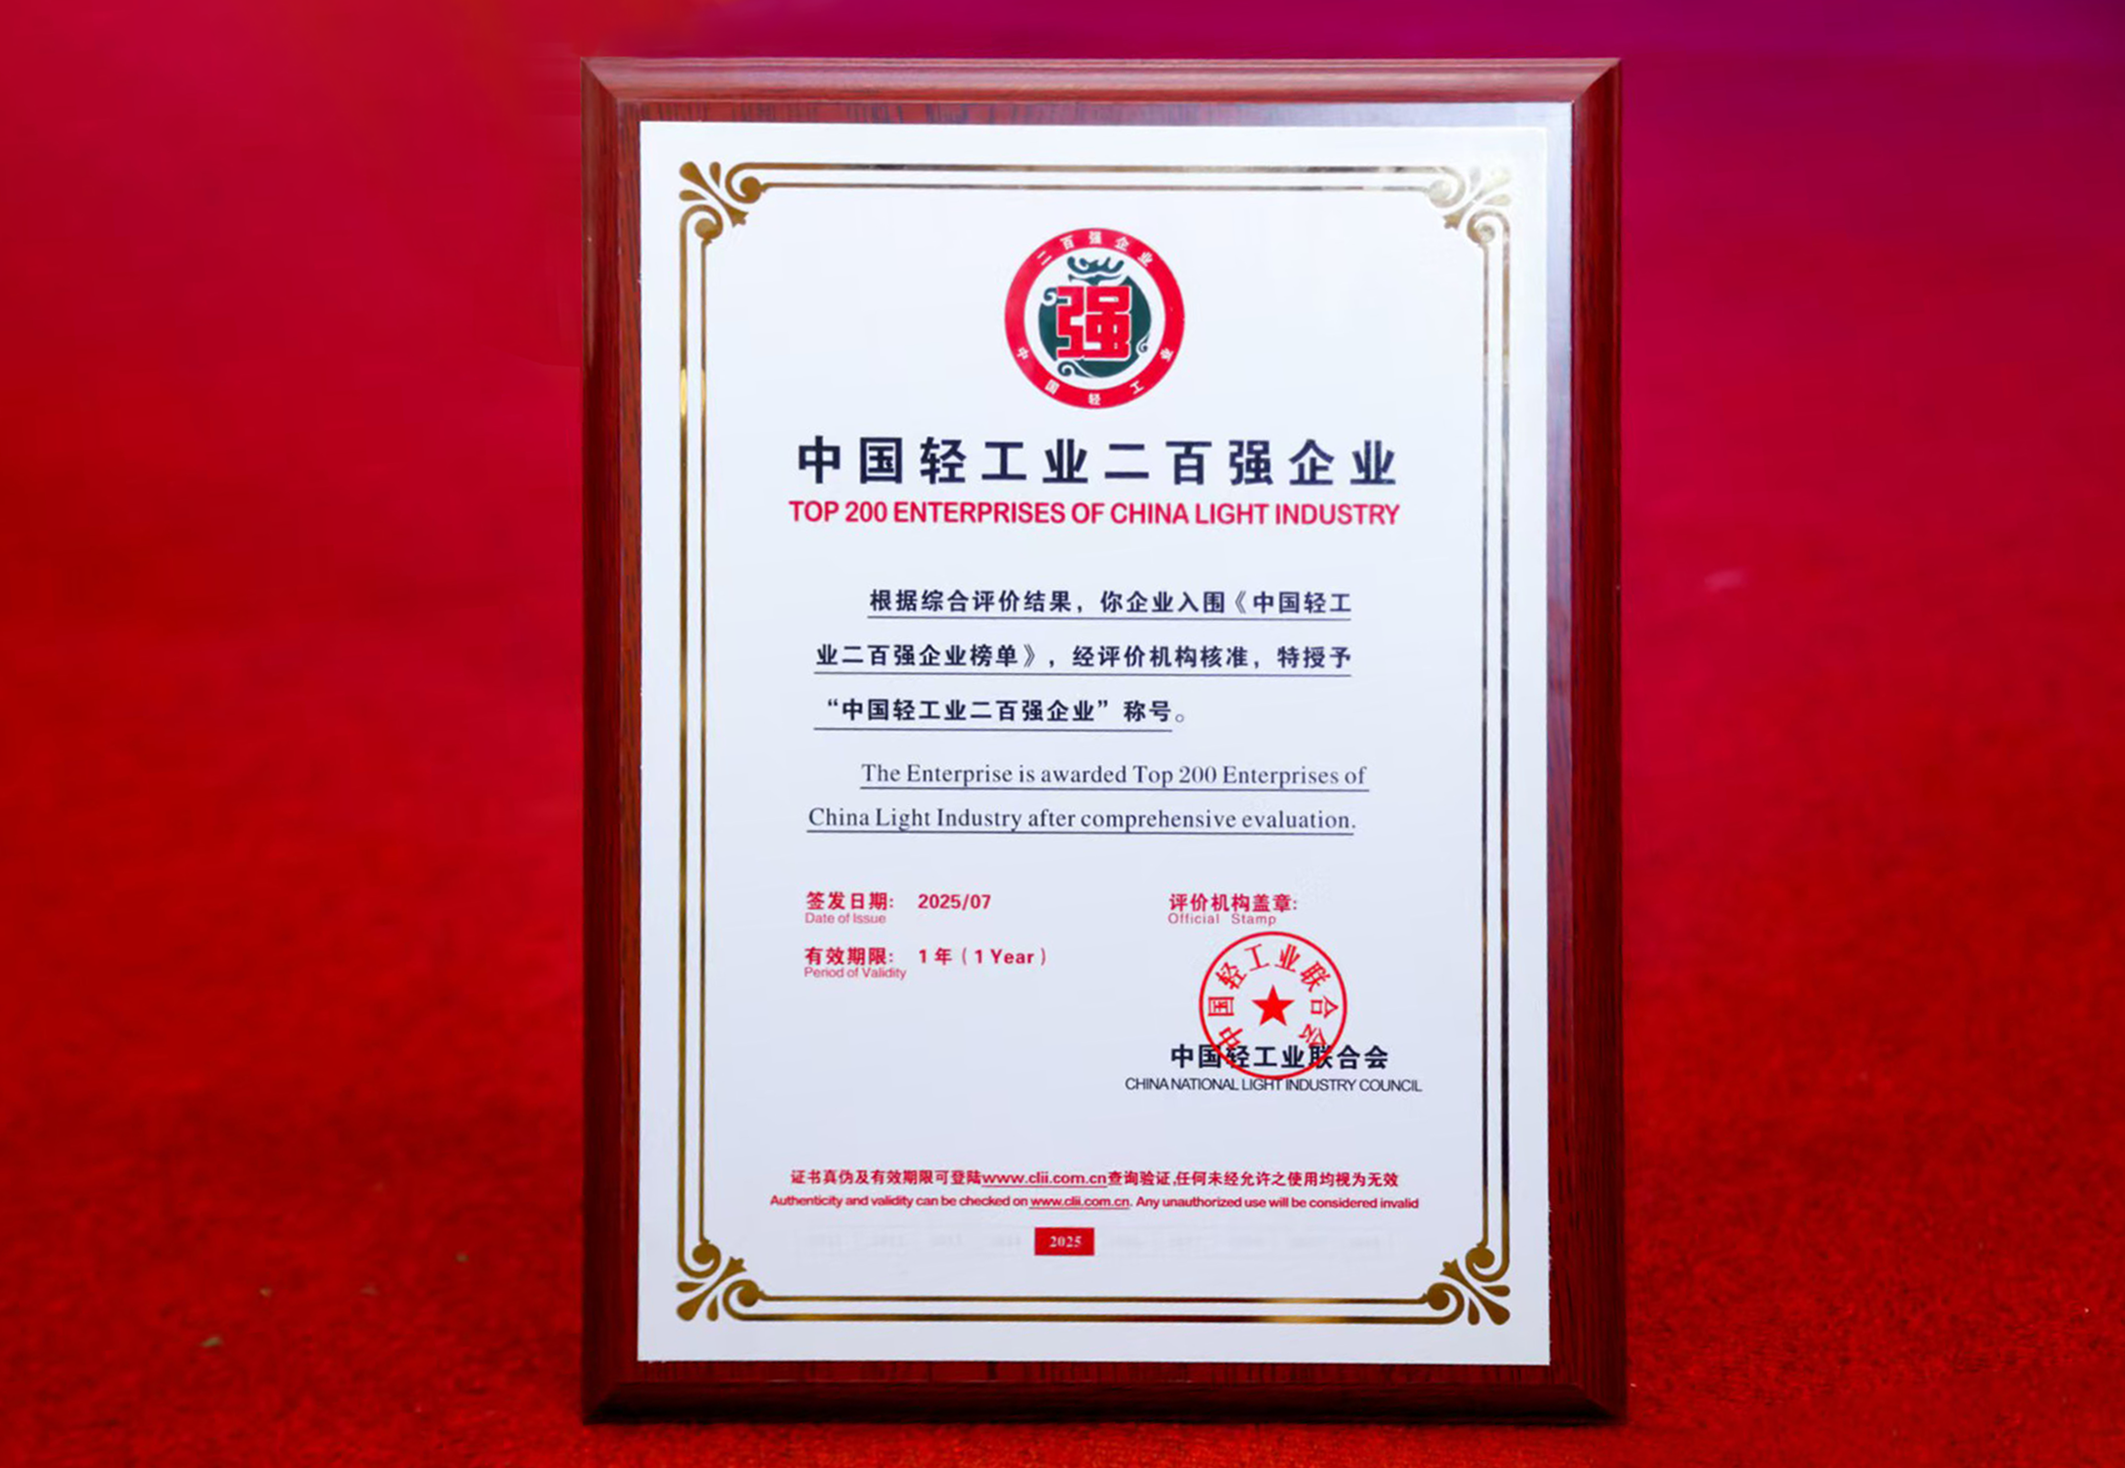 二百强企业
强
中国轻工业
中国轻工业二百强企业
TOP 200 ENTERPRISES OF CHINA LIGHT INDUSTRY
根据综合评价结果，你企业入围《中国轻工
业二百强企业榜单》，经评价机构核准，特授予
“中国轻工业二百强企业”称号。
The Enterprise is awarded Top 200 Enterprises of
China Light Industry after comprehensive evaluation.
签发日期: 2025/07
Date of Issue
有效期限: 1 年（1 Year）
Period of Validity
评价机构盖章:
Official Stamp
中国轻工业联合会
中国轻工业联合会
CHINA NATIONAL LIGHT INDUSTRY COUNCIL
证书真伪及有效期限可登陆www.clii.com.cn查询验证,任何未经允许之使用均视为无效
Authenticity and validity can be checked on www.clii.com.cn. Any unauthorized use will be considered invalid
2025